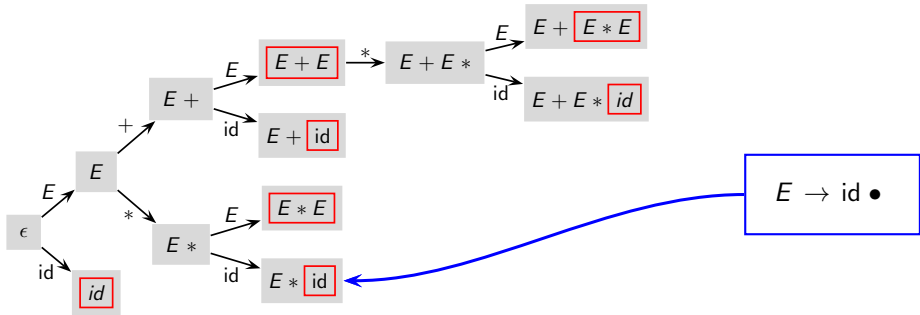 E + E * E
E
E
E + E
*
E + E *
E +
id
E + E * id
+
id
E + id
E
E
*
E
E * E
ϵ
E *
id
id
E * id
id
E → id •